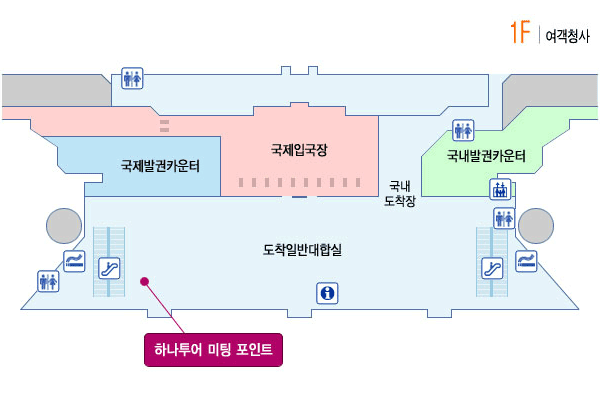 1F 여객청사
국제입국장
국제발권카운터
국내발권카운터
국내
도착장
도착일반대합실
하나투어 미팅 포인트